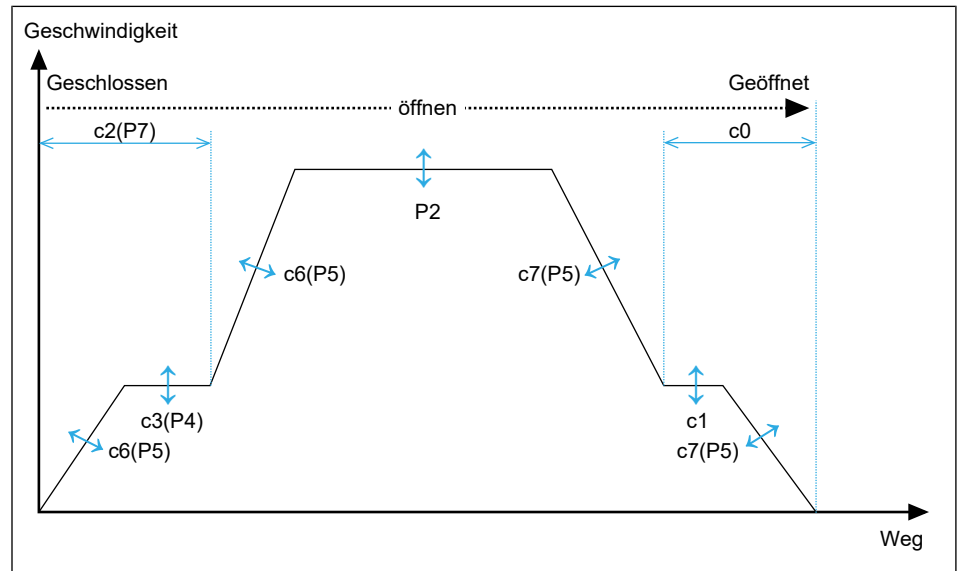 Geschwindigkeit
Geschlossen
Geöffnet
öffnen
c2(P7)
c0
P2
c6(P5)
c7(P5)
c3(P4)
c1
c6(P5)
c7(P5)
Weg